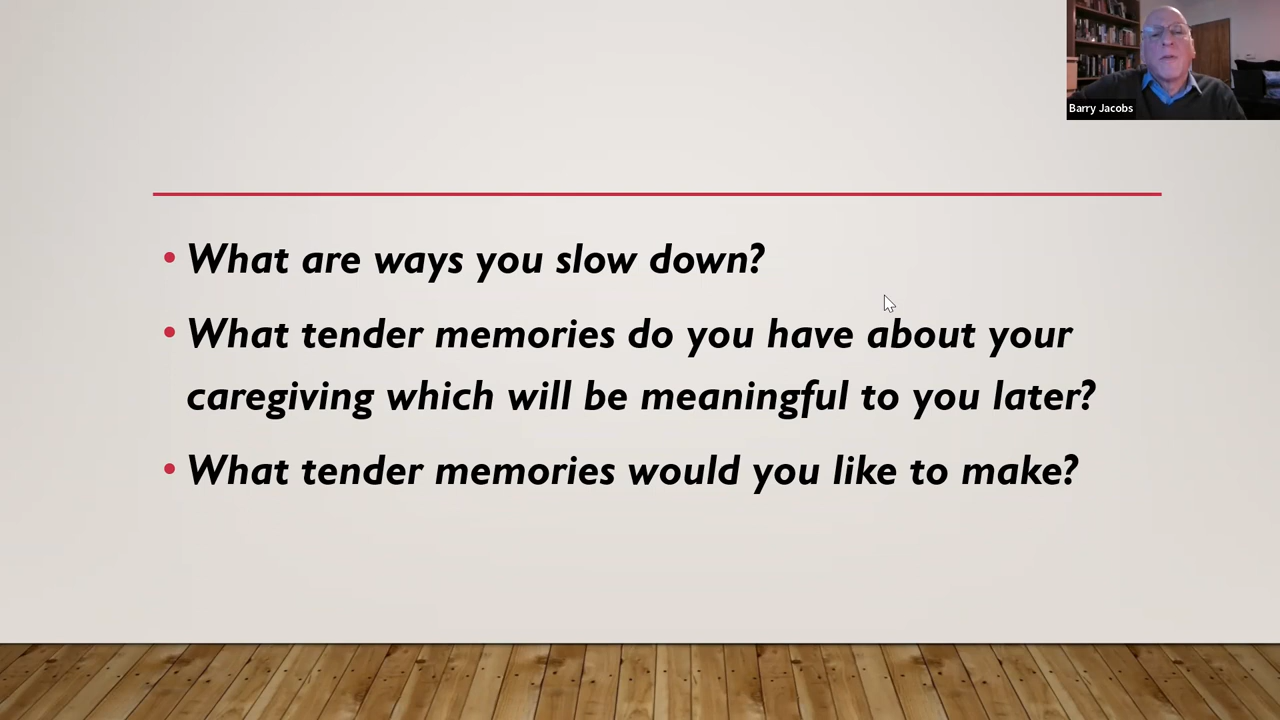 Barry Jacobs
• What are ways you slow down?
• What tender memories do you have about your
caregiving which will be meaningful to you later?
• What tender memories would you like to make?